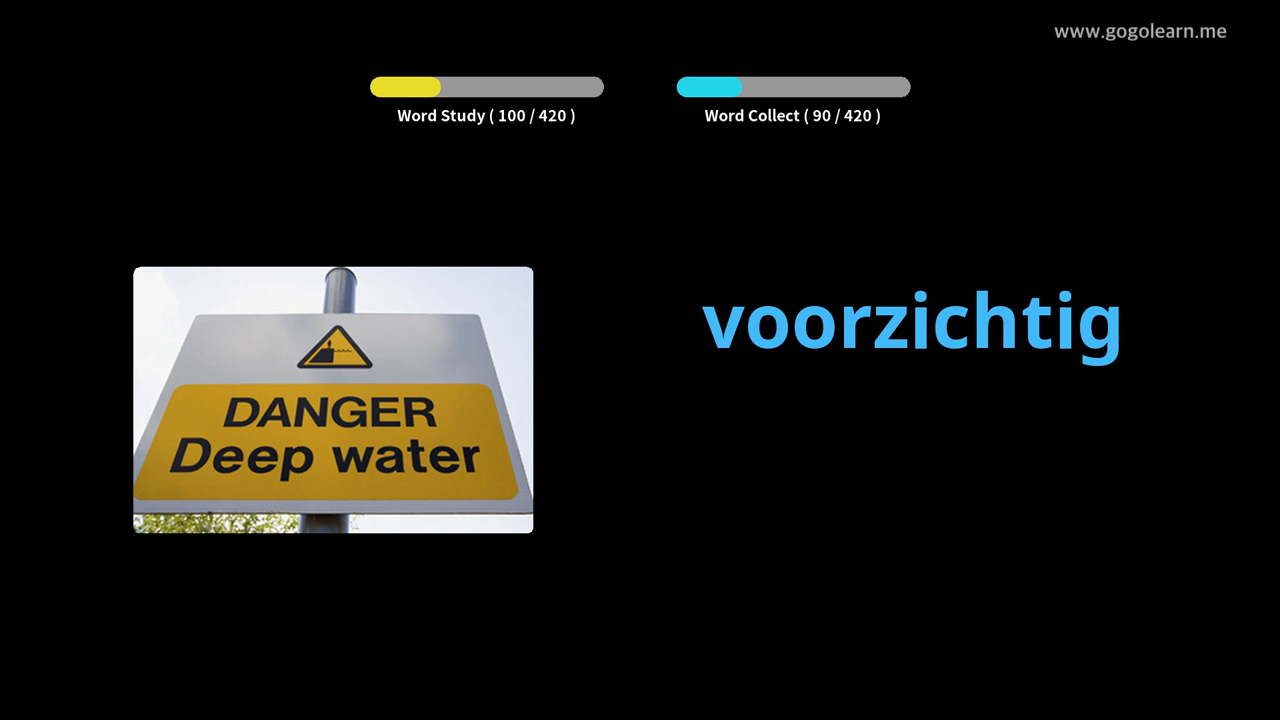 www.gogolearn.me
Word Study ( 100 / 420 )
Word Collect ( 90 / 420 )
voorzichtig
DANGER
Deep water